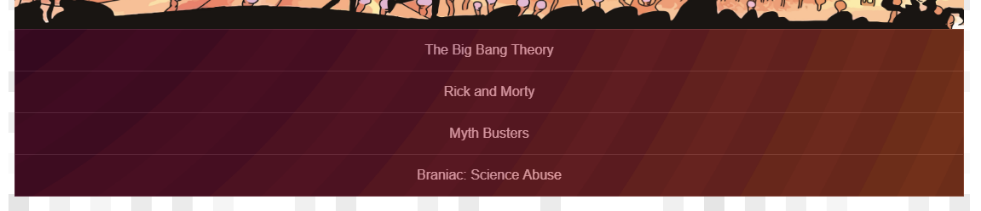 The Big Bang Theory
Rick and Morty
Myth Busters
Braniac: Science Abuse